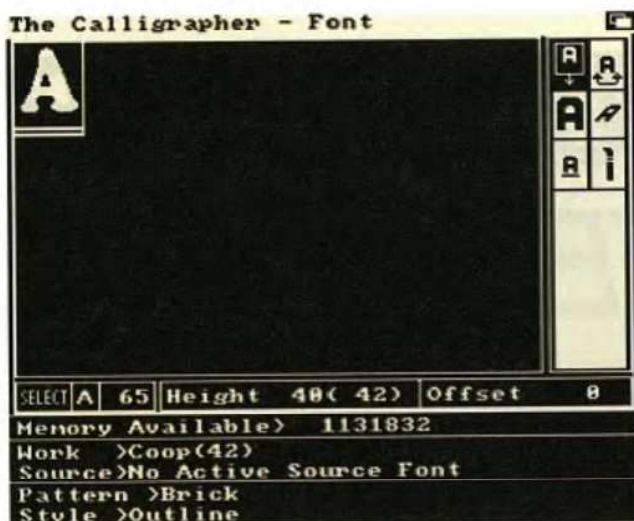 The Calligrapher - Font
A
A
A
A
A
A
SELECT A 65 Height 40( 42) Offset 0
Memory Available> 1131832
Work >Coop(42)
Source>No Active Source Font
Pattern >Brick
Style >Outline